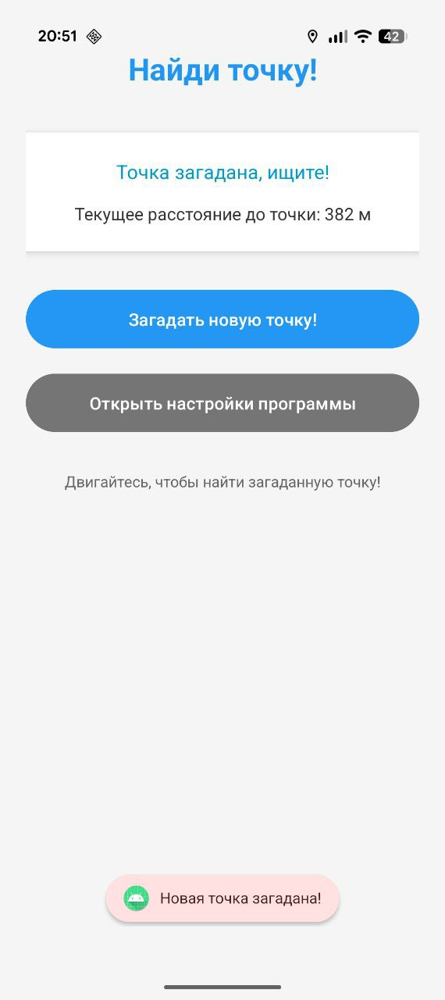 20:51
42
Найди точку!
Точка загадана, ищите!
Текущее расстояние до точки: 382 м
Загадать новую точку!
Открыть настройки программы
Двигайтесь, чтобы найти загаданную точку!
Новая точка загадана!